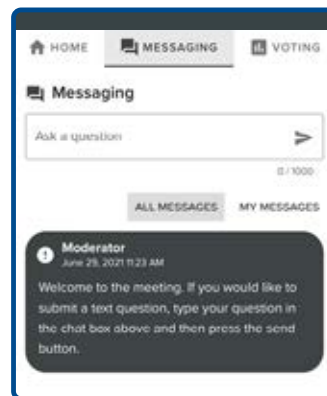 HOME MESSAGING VOTING
Messaging
Ask a question
0 / 1000
ALL MESSAGES MY MESSAGES
Moderator
June 29, 2021 11:23 AM
Welcome to the meeting. If you would like to
submit a text question, type your question in
the chat box above and then press the send
button.